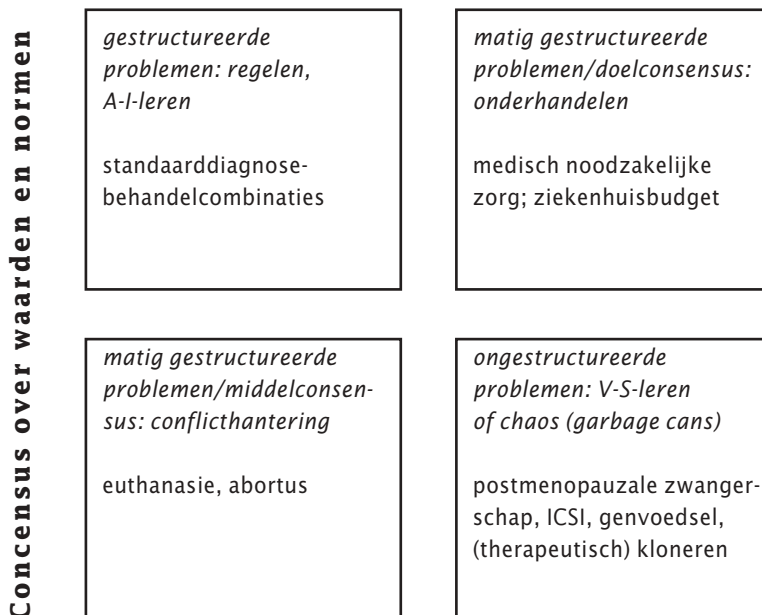 Concensus over waarden en normen
gestructureerde
problemen: regelen,
A-I-leren
standaarddiagnose-
behandelcombinaties
matig gestructureerde
problemen/doelconsensus:
onderhandelen
medisch noodzakelijke
zorg; ziekenhuisbudget
matig gestructureerde
problemen/middelconsen-
sus: conflicthantering
euthanasie, abortus
ongestructureerde
problemen: V-S-leren
of chaos (garbage cans)
postmenopauzale zwanger-
schap, ICSI, genvoedsel,
(therapeutisch) kloneren